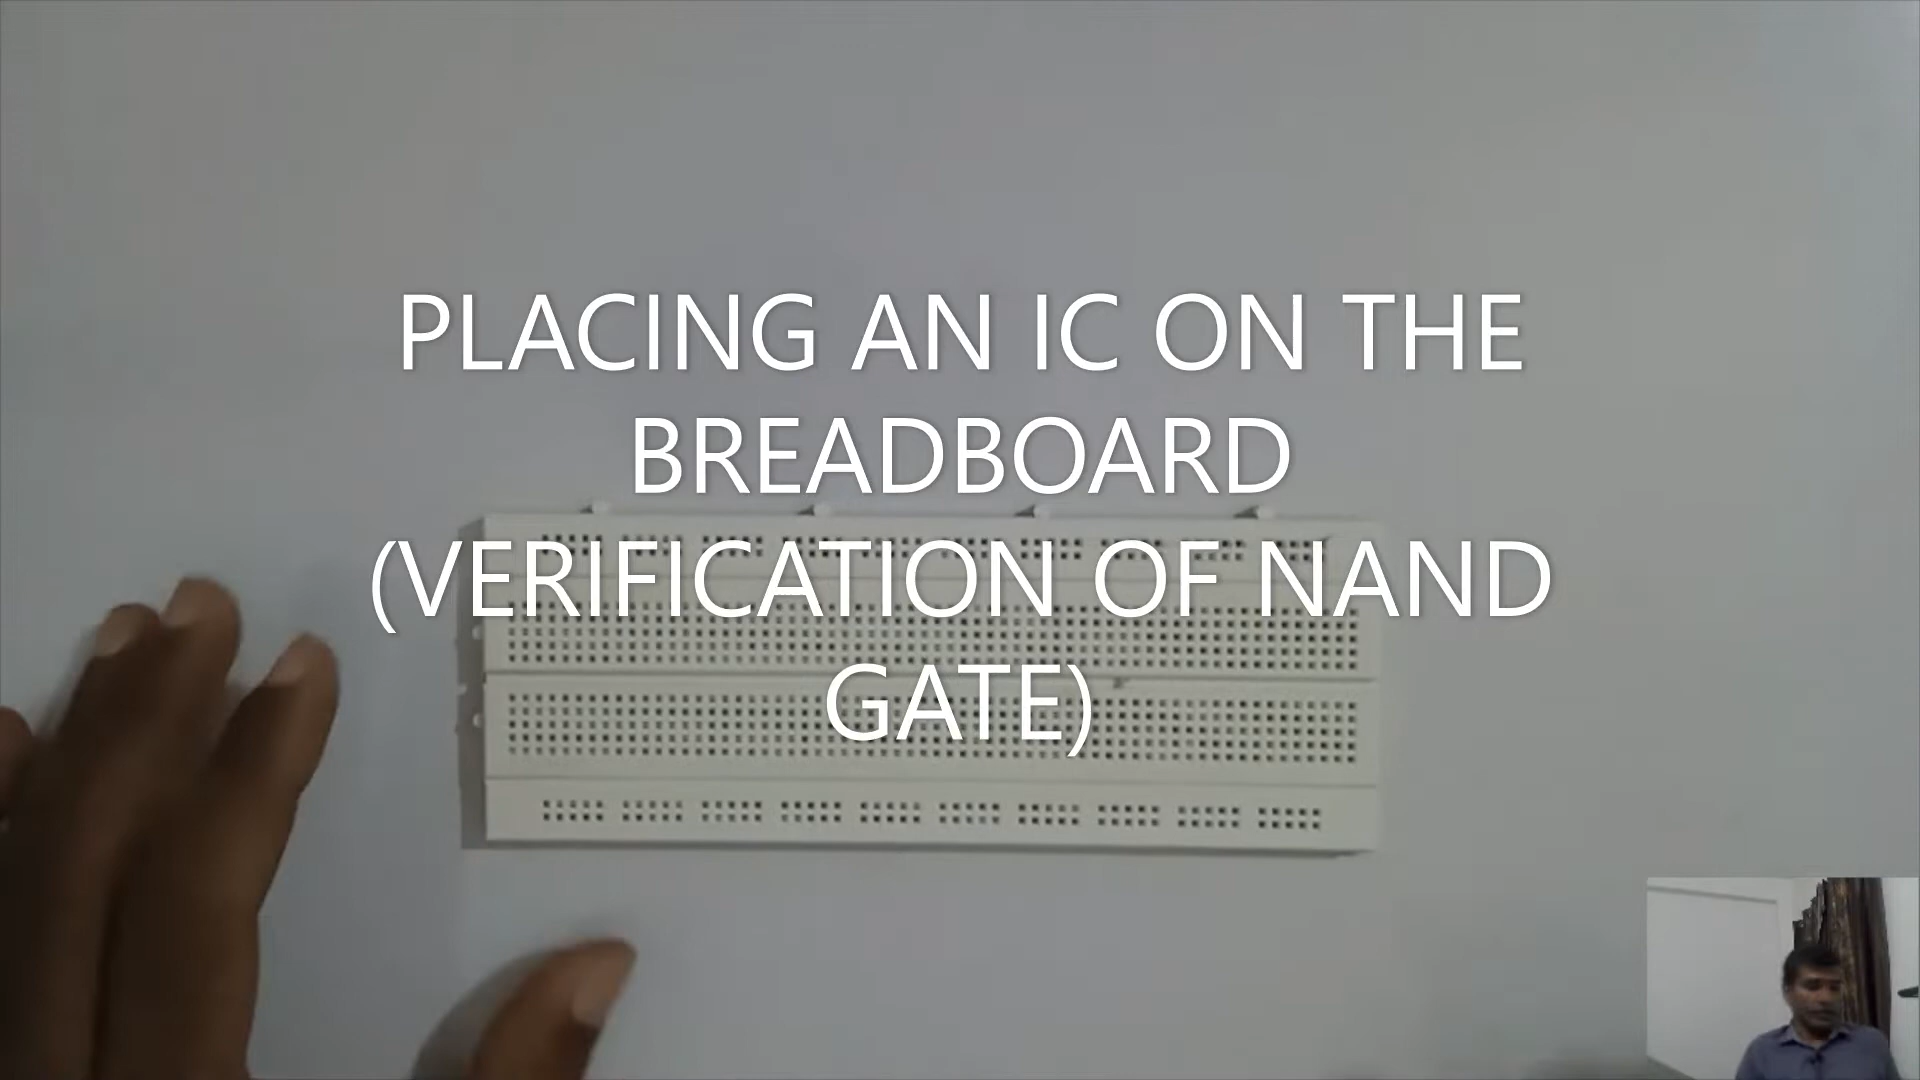 PLACING AN IC ON THE
BREADBOARD
(VERIFICATION OF NAND
GATE)